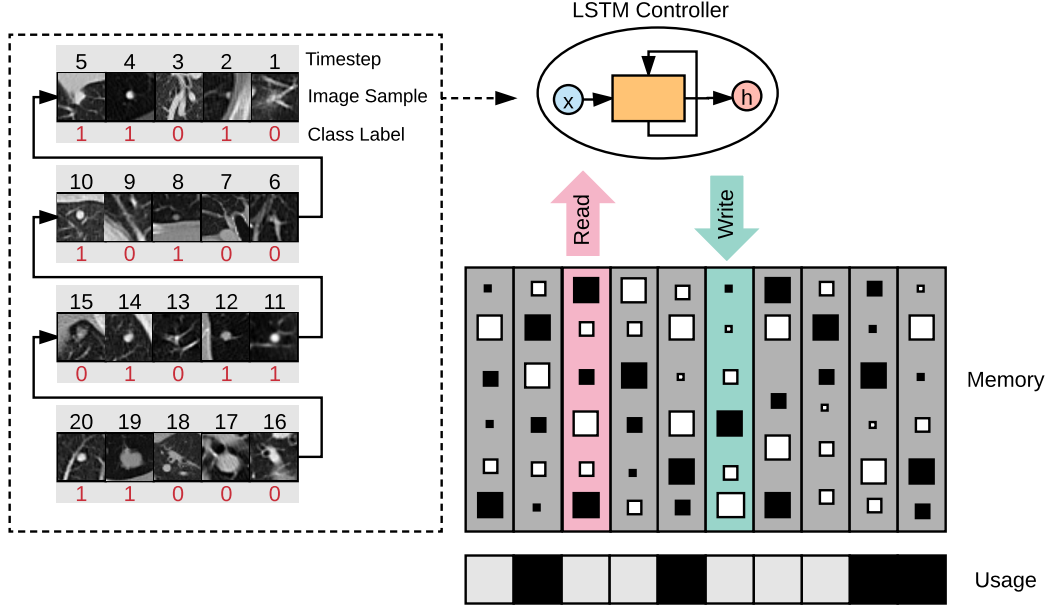 LSTM Controller
5 4 3 2 1 Timestep
Image Sample
1 1 0 1 0 Class Label
x h
10 9 8 7 6
1 0 1 0 0
Read Write
15 14 13 12 11
0 1 0 1 1
Memory
20 19 18 17 16
1 1 0 0 0
Usage